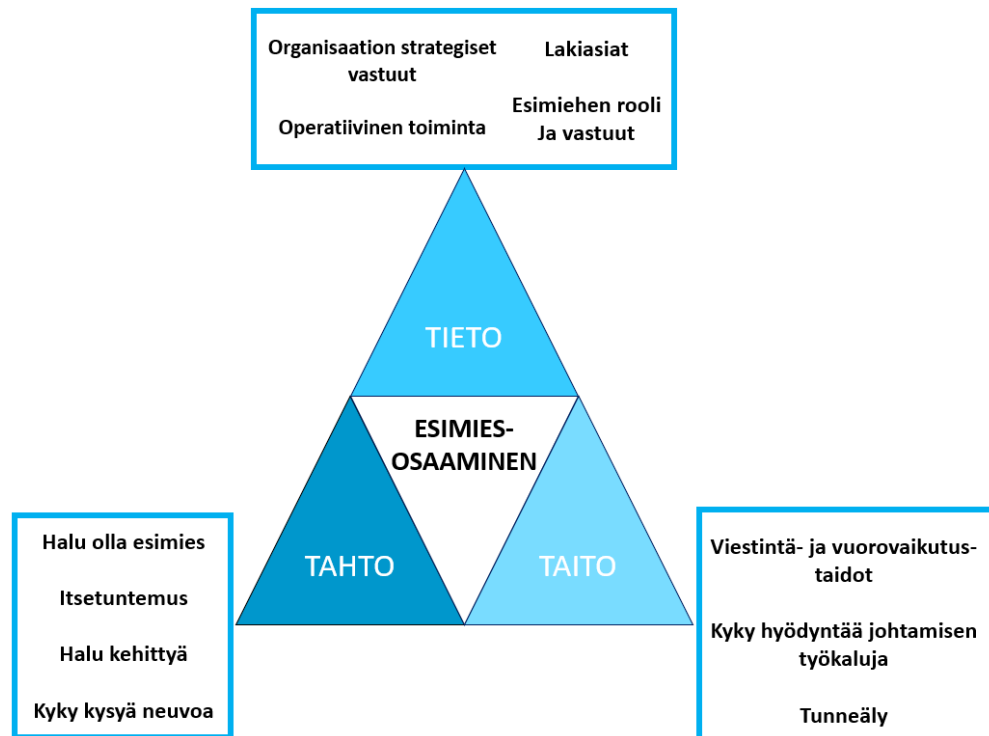 Organisaation strategiset
vastuut
Lakiasiat
Operatiivinen toiminta
Esimiehen rooli
Ja vastuut
TIETO
ESIMIES-
OSAAMINEN
TAHTO
TAITO
Halu olla esimies
Itsetuntemus
Halu kehittyä
Kyky kysyä neuvoa
Viestintä- ja vuorovaikutus-
taidot
Kyky hyödyntää johtamisen
työkaluja
Tunneäly